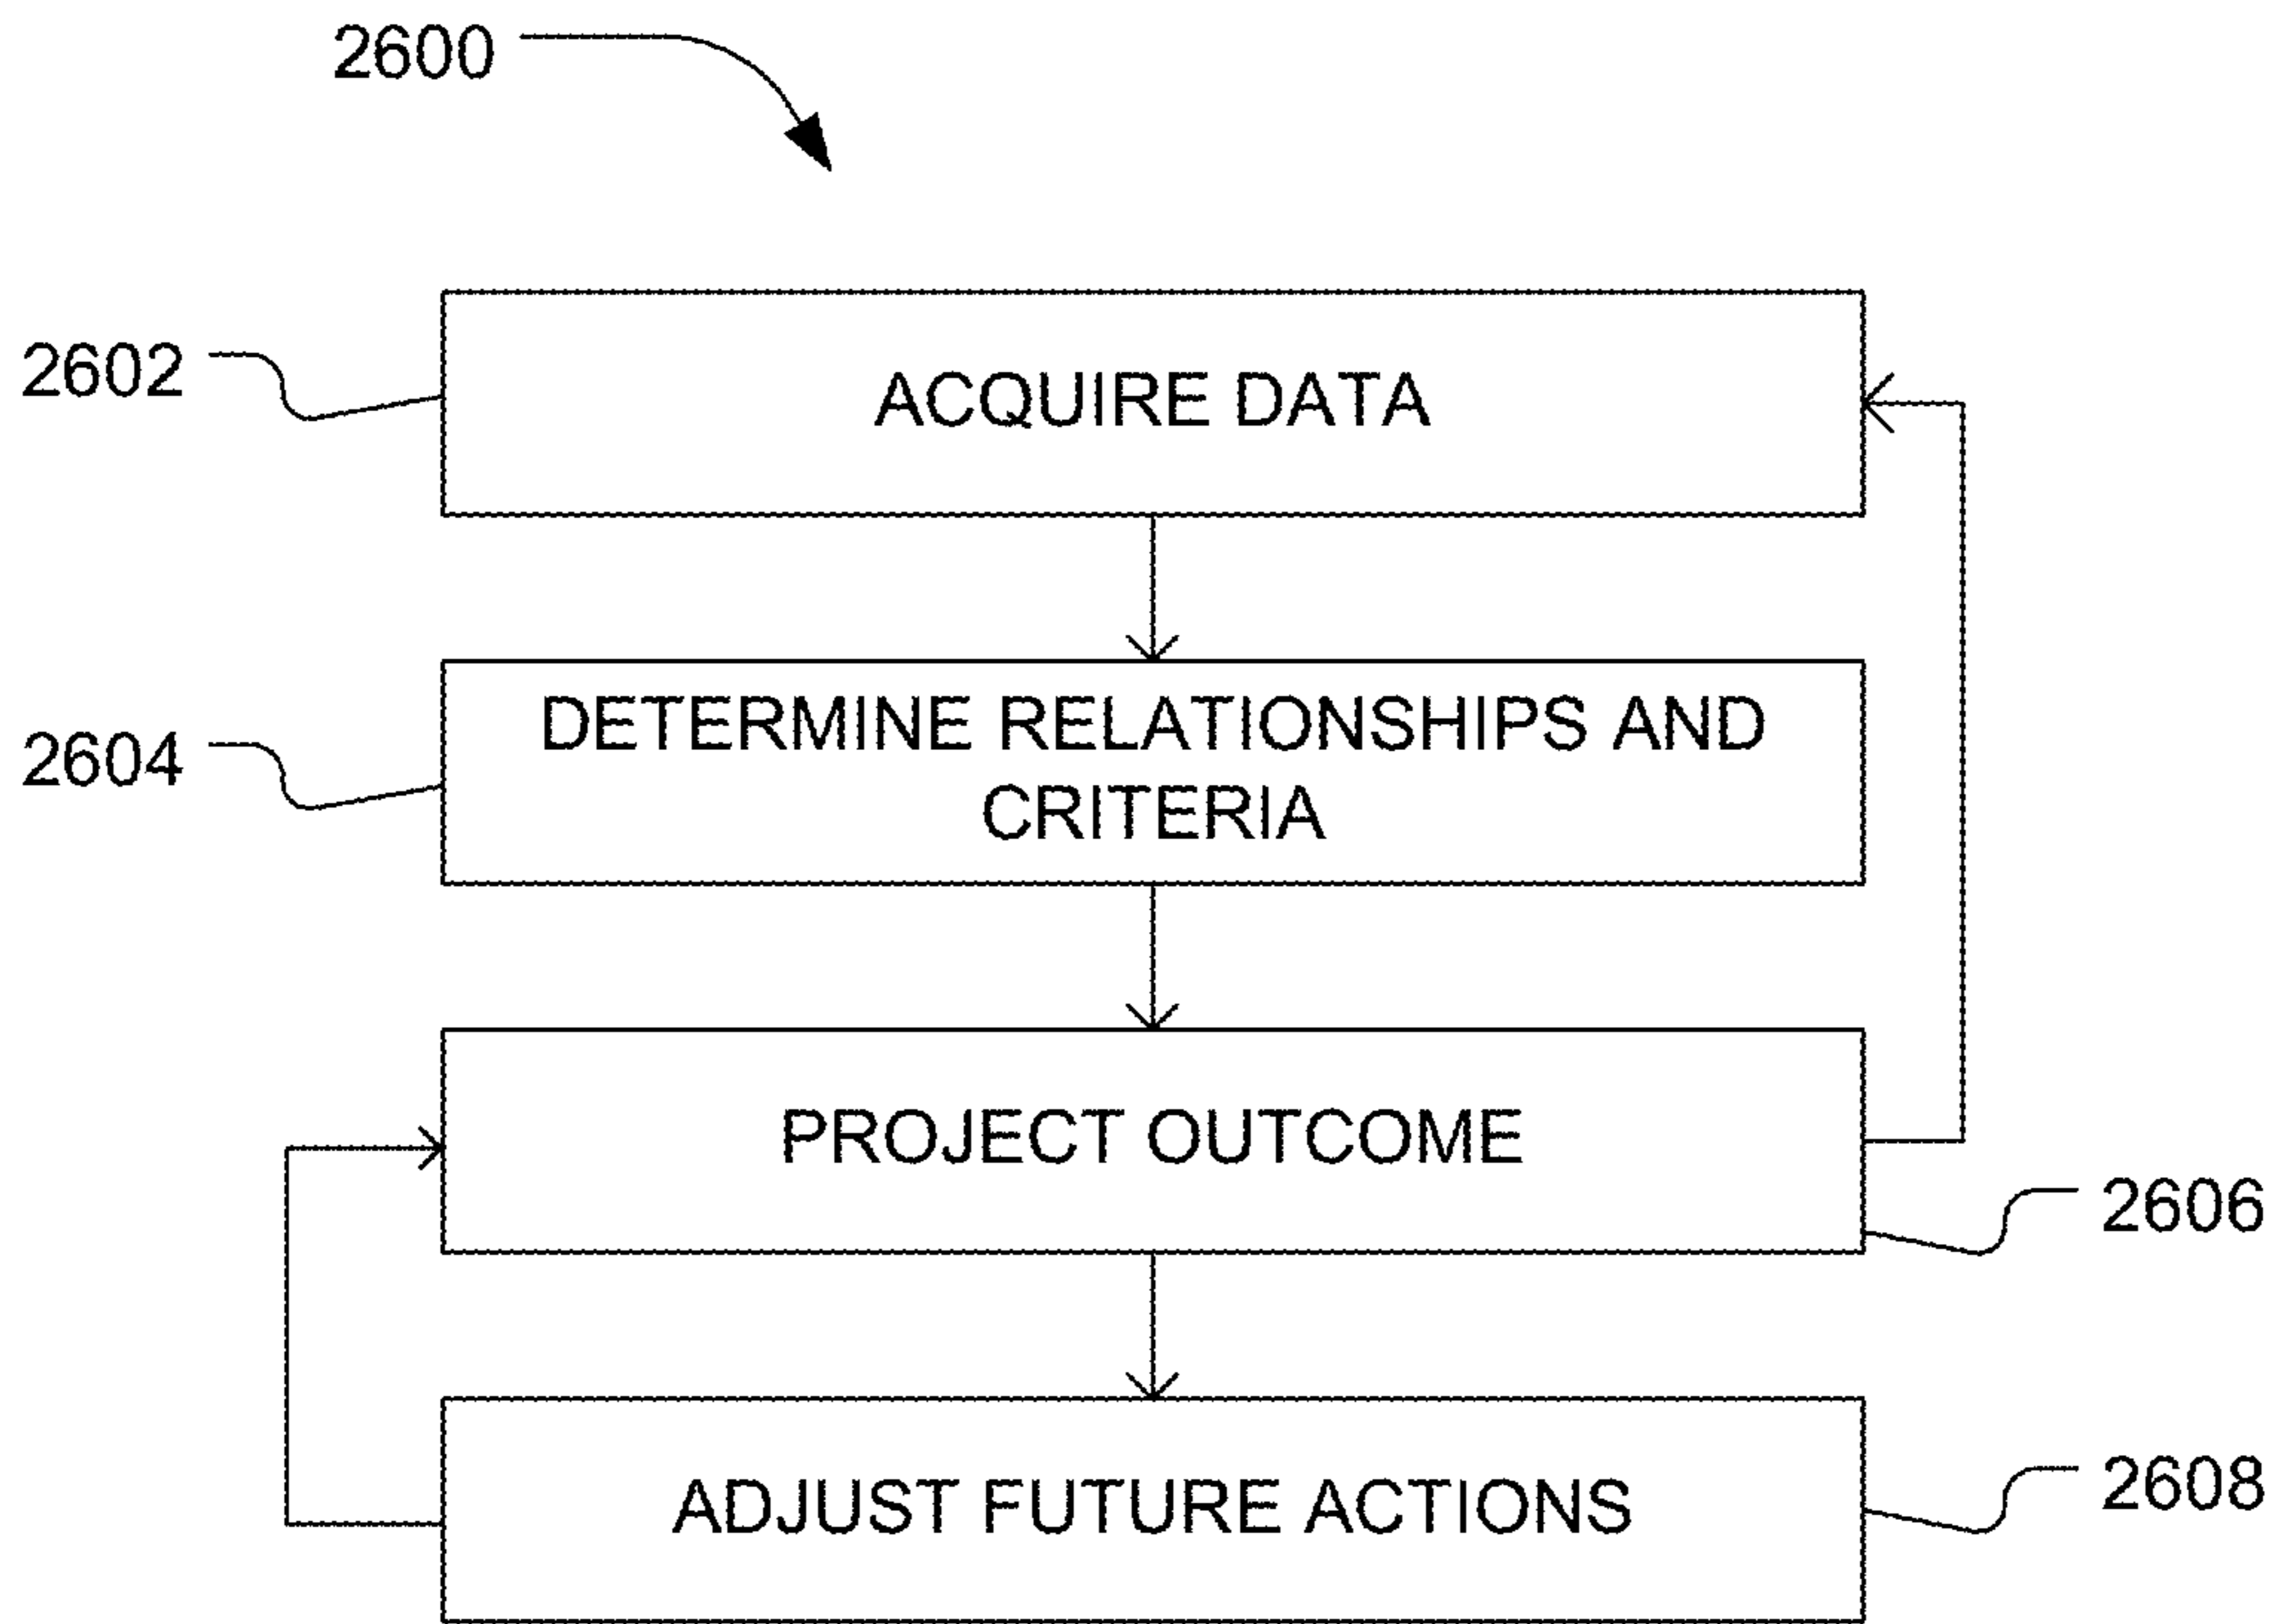 2600
2602
ACQUIRE DATA
2604
DETERMINE RELATIONSHIPS AND
CRITERIA
PROJECT OUTCOME
2606
ADJUST FUTURE ACTIONS
2608